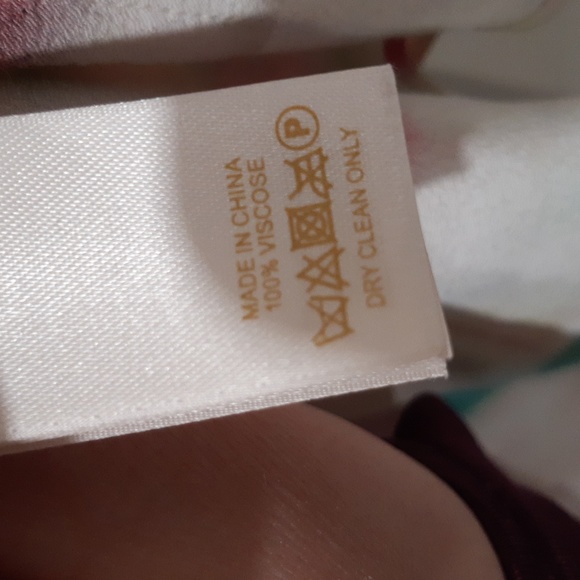 MADE IN CHINA
100% VISCOSE
P
DRY CLEAN ONLY